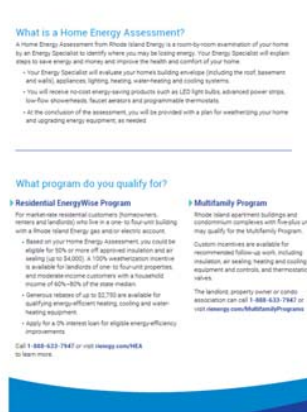 What is a Home Energy Assessment?
A Home Energy Assessment from Rhode Island Energy is a room-by-room examination of your home
by an Energy Specialist to identify where you may be losing energy. Your Energy Specialist will explain
steps to save energy and money and improve the health and comfort of your home.
• Your Energy Specialist will evaluate your home's building envelope (including the roof, basement
and walls), appliances, lighting, heating, water-heating and cooling systems.
• You will receive no-cost energy-saving products such as LED light bulbs, advanced power strips,
low-flow showerheads, faucet aerators and programmable thermostats.
• At the conclusion of the assessment, you will be provided with a plan for weatherizing your home
and upgrading energy equipment, as needed.
What program do you qualify for?
Residential EnergyWise Program
For market-rate residential customers (homeowners,
renters and landlords) who live in a one- to four-unit building
with a Rhode Island Energy gas and/or electric account.
• Based on your Home Energy Assessment, you could be
eligible for 50% or more off approved insulation and air
sealing (up to $4,000). A 100% weatherization incentive
is available for landlords of one- to four-unit properties,
and moderate-income customers with a household
income of 60%–80% of the state median.
• Generous rebates of up to $2,750 are available for
qualifying energy-efficient heating, cooling and water-
heating equipment.
• Apply for a 0% interest loan for eligible energy-efficiency
improvements.
Call 1-888-633-7947 or visit rienergy.com/HEA
to learn more.
Multifamily Program
Rhode Island apartment buildings and
condominium complexes with five-plus un
may qualify for the Multifamily Program.
Custom incentives are available for
recommended follow-up work, including
insulation, air sealing, heating and cooling
equipment and controls, and thermostatic
valves.
The landlord, property owner or condo
association can call 1-888-633-7947 or
visit rienergy.com/MultifamilyPrograms